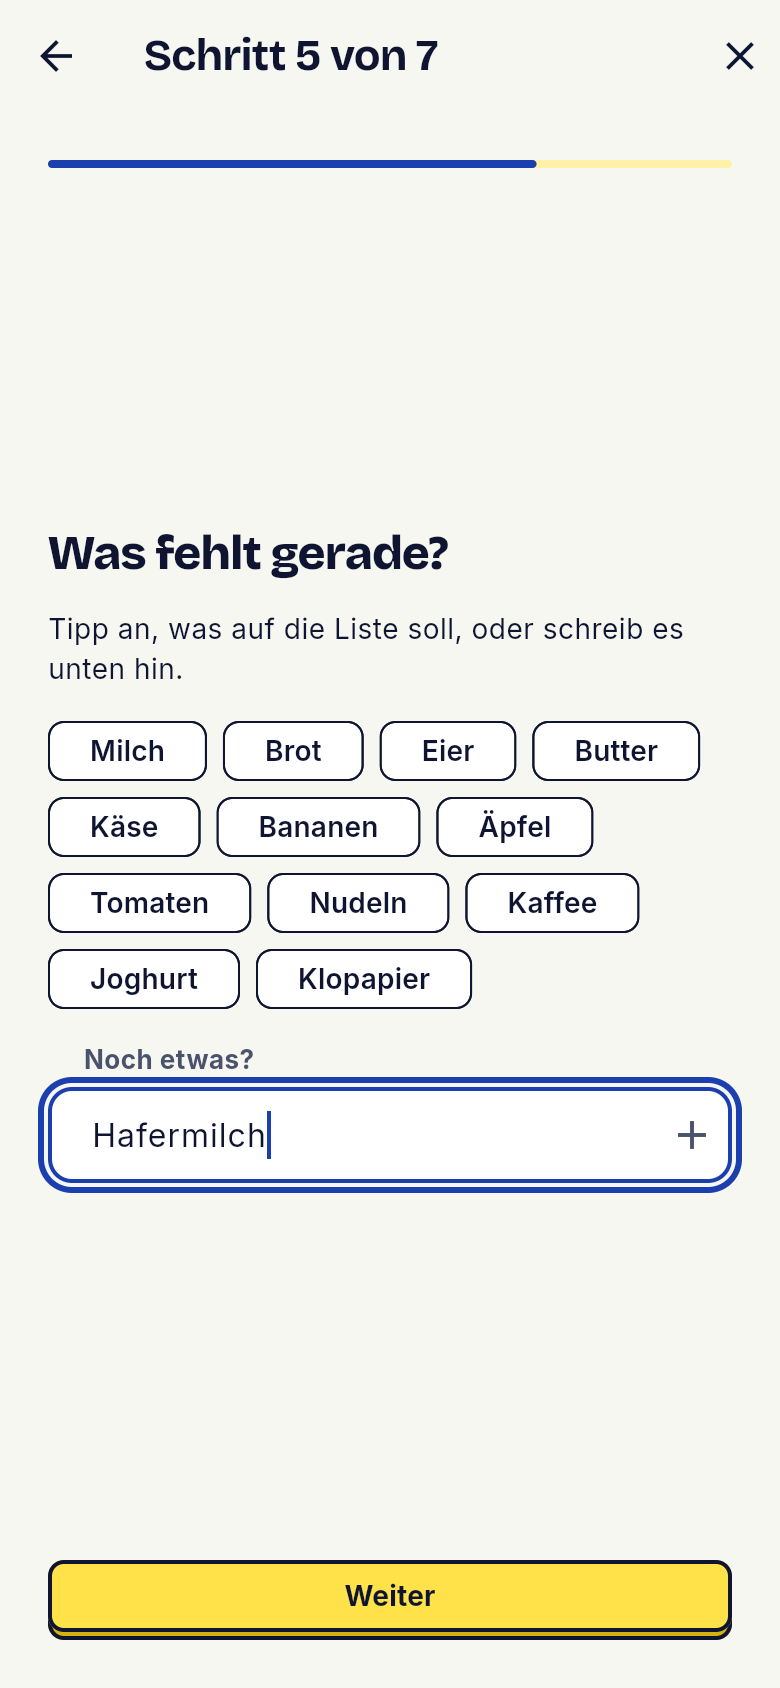 Schritt 5 von 7
Was fehlt gerade?
Tipp an, was auf die Liste soll, oder schreib es
unten hin.
Milch Brot Eier Butter
Käse Bananen Äpfel
Tomaten Nudeln Kaffee
Joghurt Klopapier
Noch etwas?
Hafermilch
Weiter